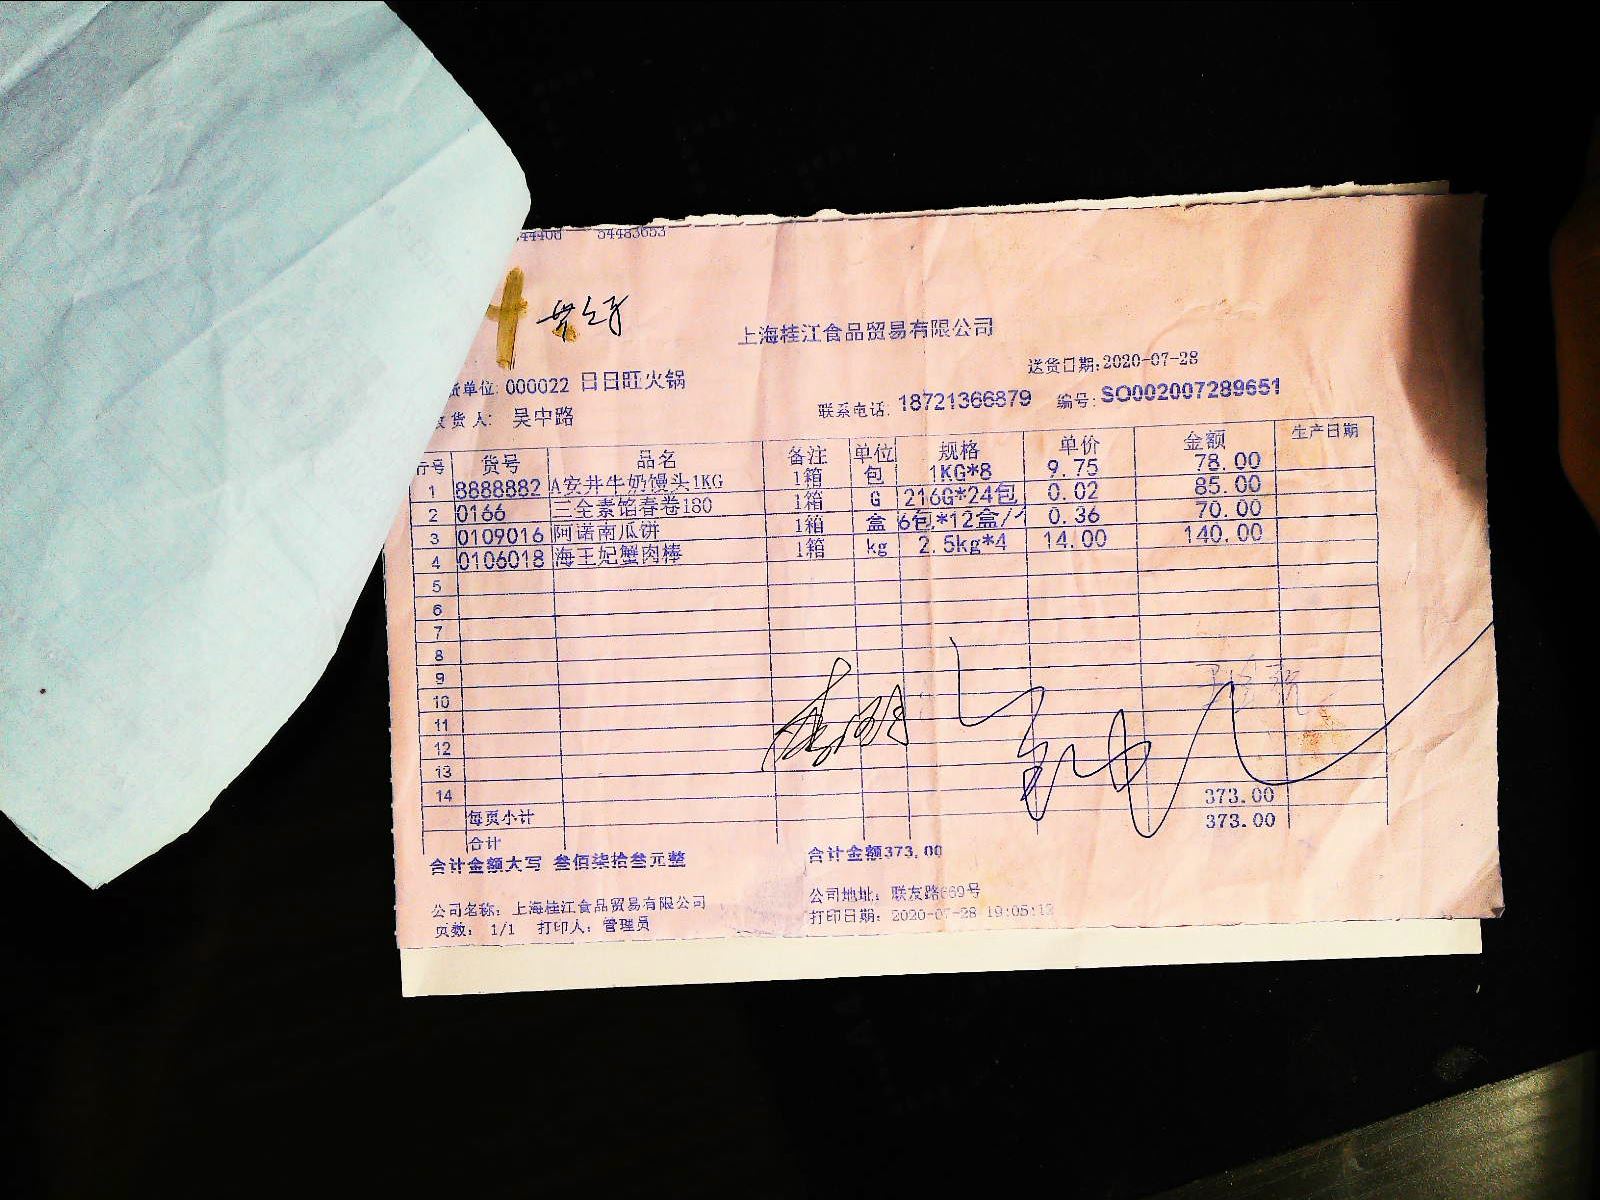 54483653
上海桂江食品贸易有限公司
送货日期:2020-07-28
单位: 000022 日日旺火锅
联系电话: 18721366879 编号: SO002007289651
货人: 吴中路
行号 货号 品名 备注 单位 规格 单价 金额 生产日期
1 8888882 A安井牛奶馒头1KG 1箱 包 1KG*8 9.75 78.00
2 0166 三全素馅春卷180 1箱 G 216G*24包 0.02 85.00
3 0109016 阿诺南瓜饼 1箱 盒 6包*12盒/个 0.36 70.00
4 0106018 海王妃蟹肉棒 1箱 kg 2.5kg*4 14.00 140.00
5
6
7
8
9
10
11
12
13
14
每页小计 373.00
合计 373.00
合计金额大写 叁佰柒拾叁元整 合计金额373.00
公司名称: 上海桂江食品贸易有限公司 公司地址: 联友路669号
页数: 1/1 打印人: 管理员 打印日期: 2020-07-28 19:05:13